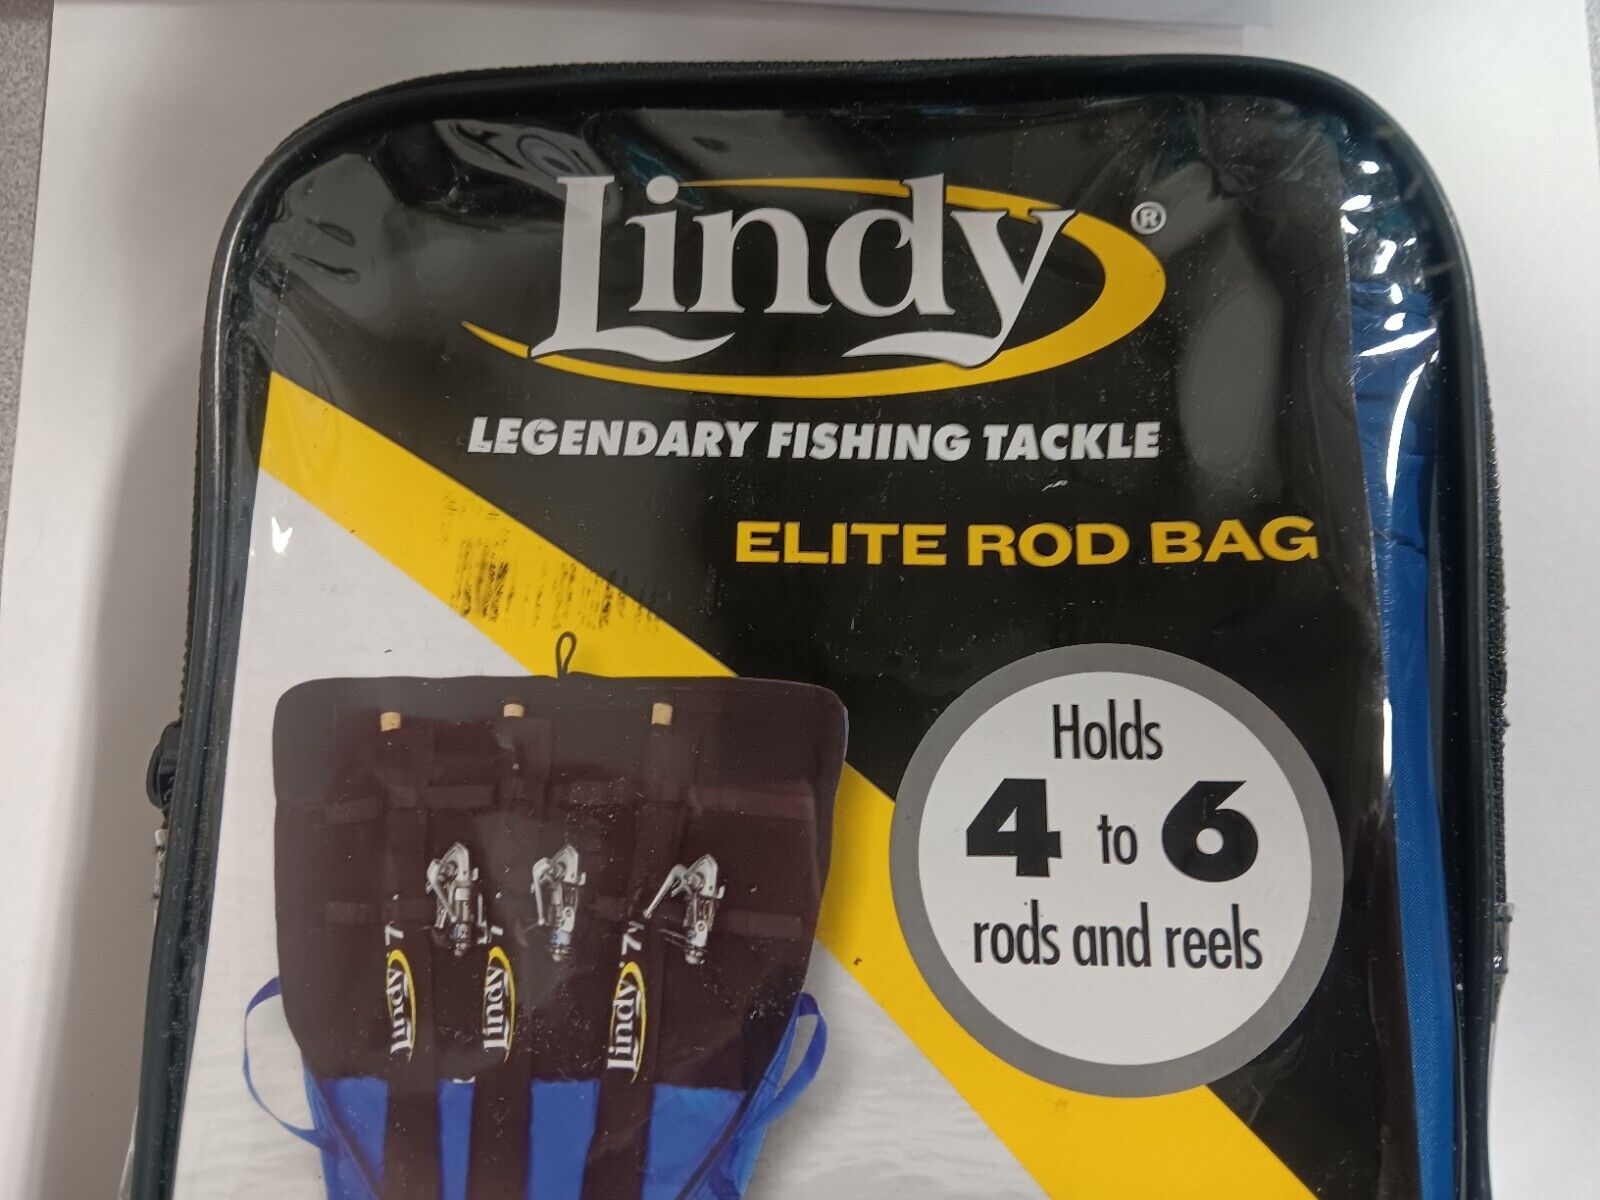 Lindy®
LEGENDARY FISHING TACKLE
ELITE ROD BAG
Holds
4 to 6
rods and reels
Lindy
Lindy
Lindy